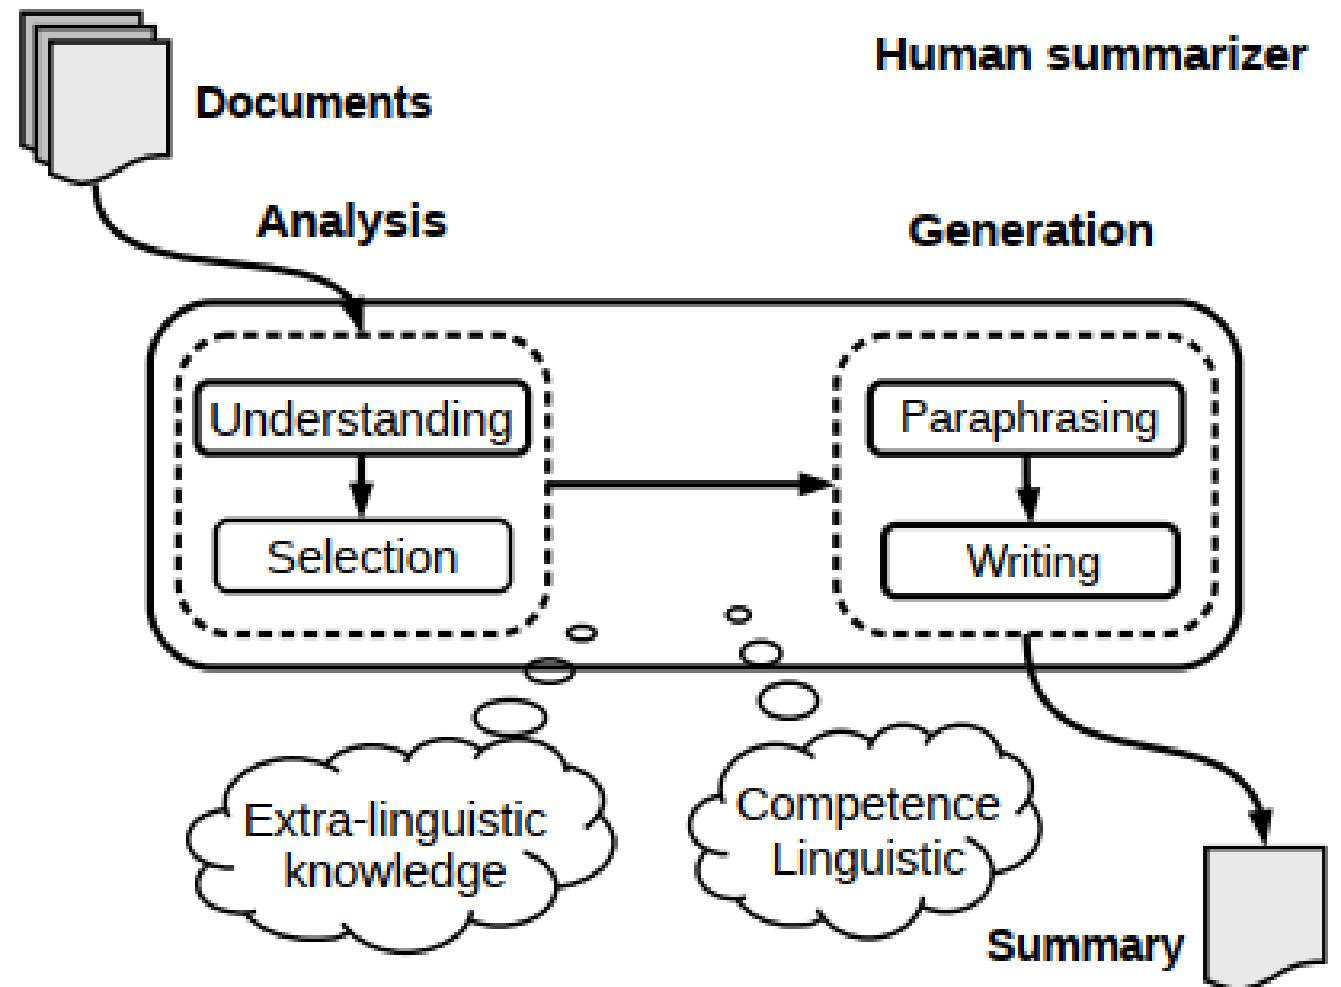 Human summarizer
Documents
Analysis
Generation
Understanding
Selection
Paraphrasing
Writing
Extra-linguistic
knowledge
Competence
Linguistic
Summary